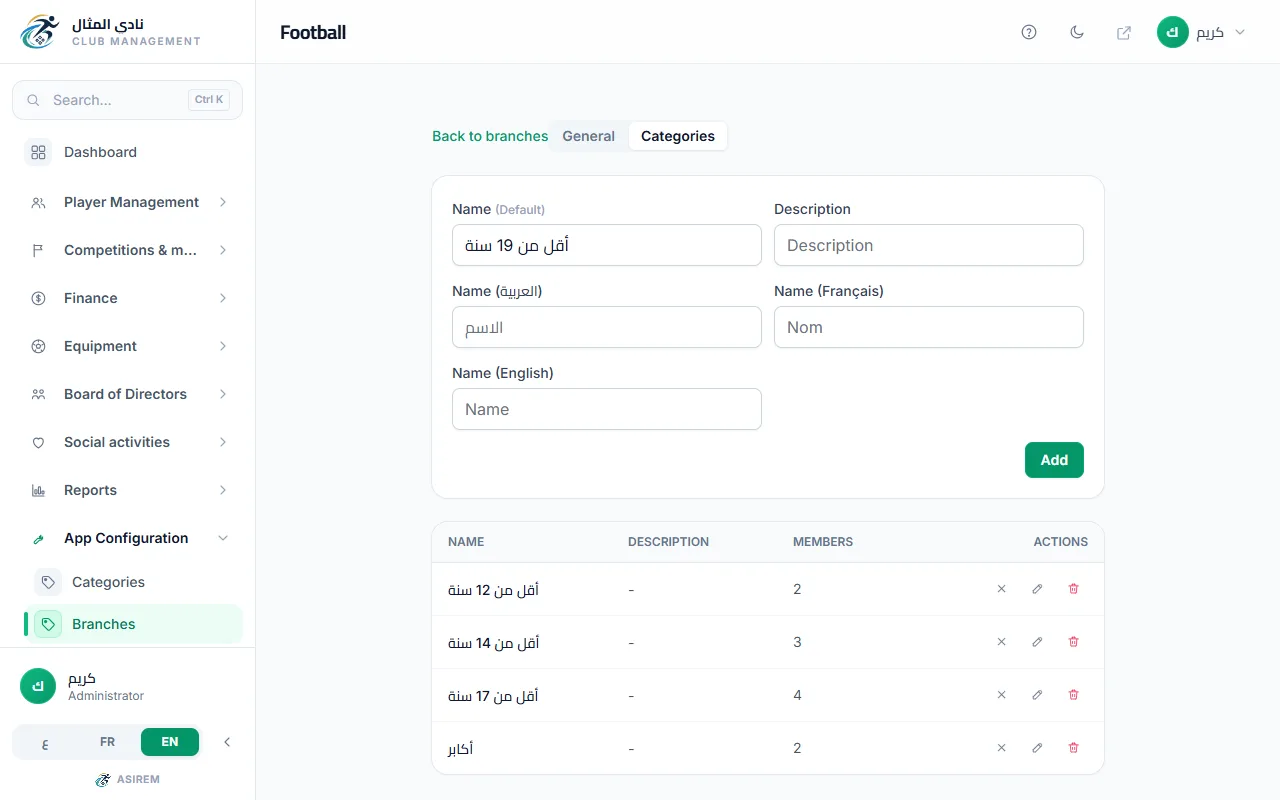 نادي المثال
CLUB MANAGEMENT
Search...
Ctrl K
Dashboard
Player Management
Competitions & m...
Finance
Equipment
Board of Directors
Social activities
Reports
App Configuration
Categories
Branches
ك
كريم
Administrator
ع
FR
EN
ASIREM
Football
ك
كريم
Back to branches
General
Categories
Name (Default)
Description
أقل من 19 سنة
Description
Name (العربية)
Name (Français)
الاسم
Nom
Name (English)
Name
Add
NAME DESCRIPTION MEMBERS ACTIONS
أقل من 12 سنة - 2
أقل من 14 سنة - 3
أقل من 17 سنة - 4
أكابر - 2